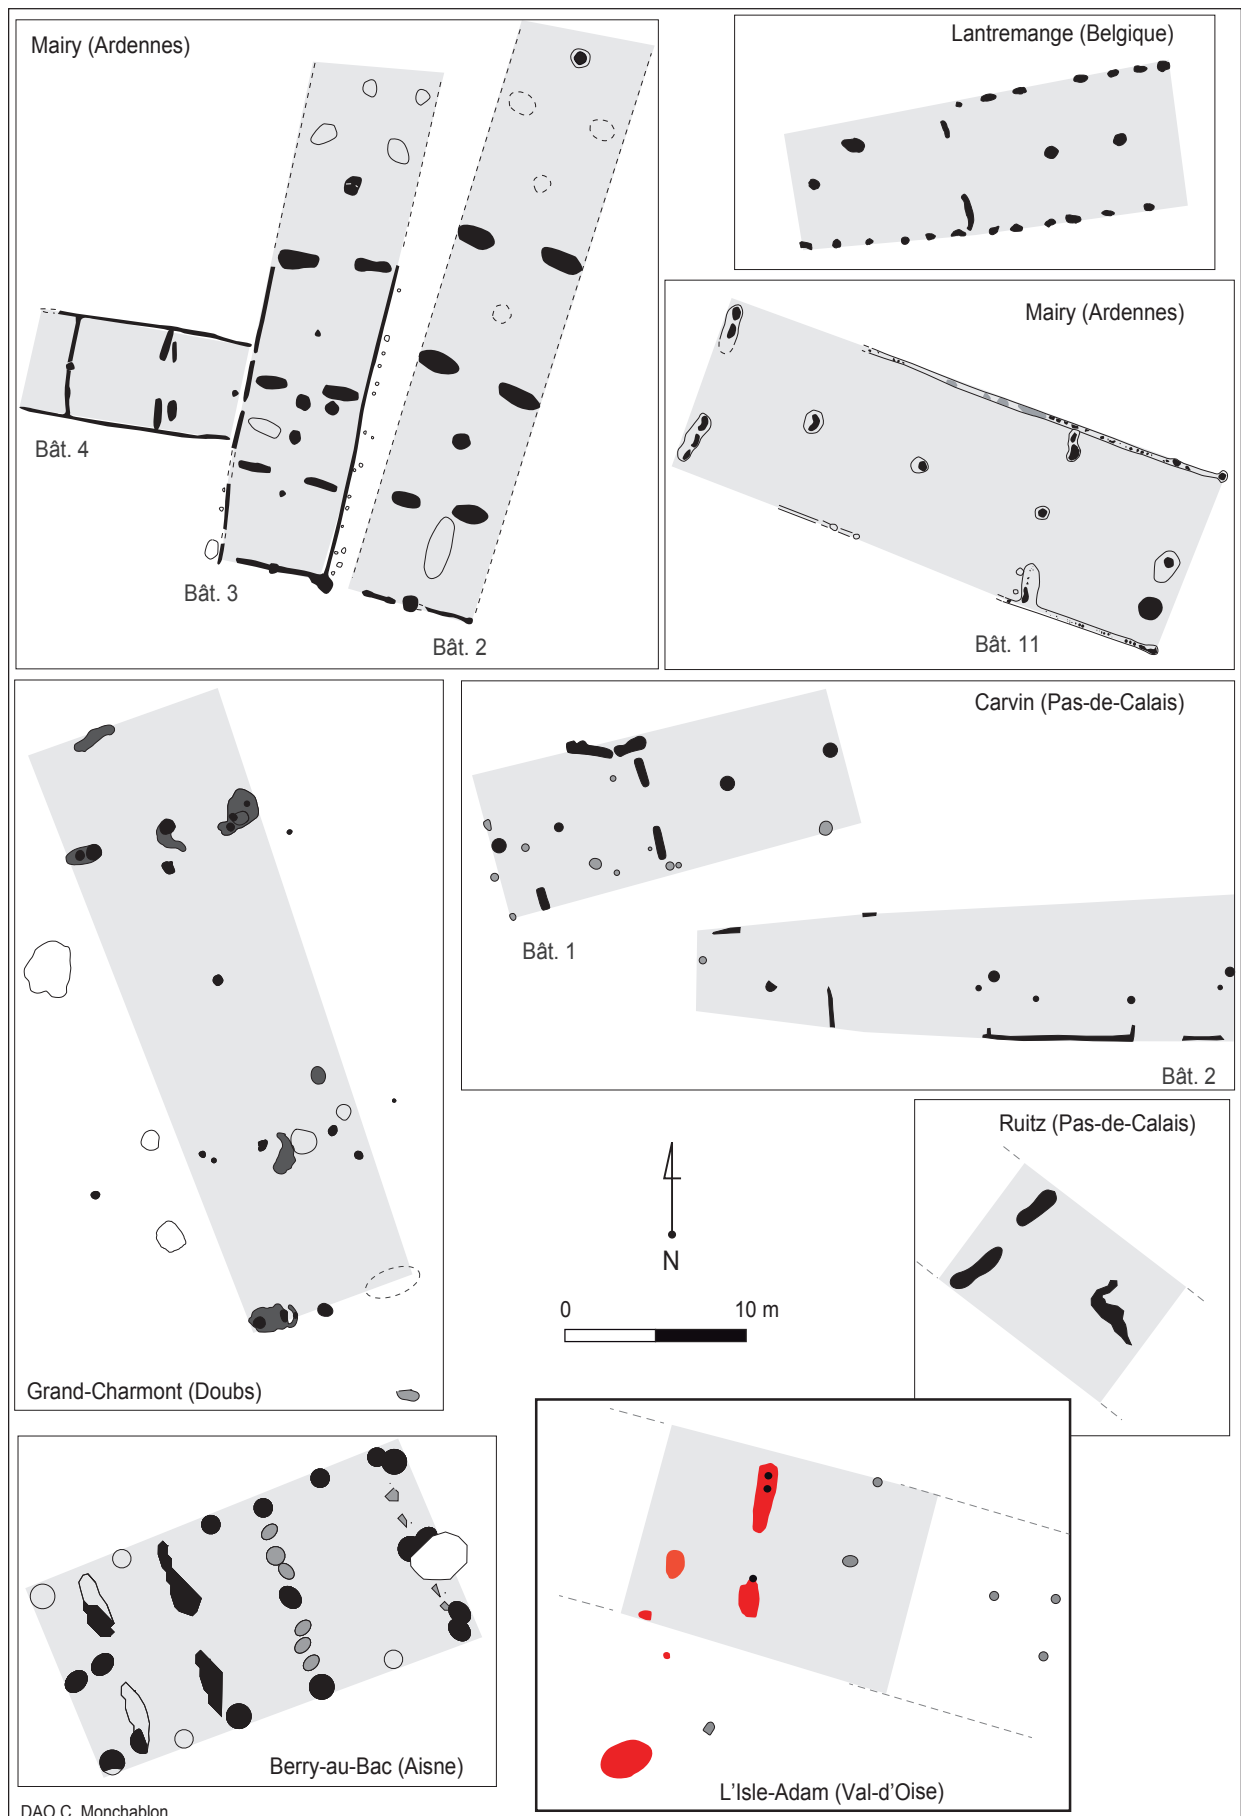 Mairy (Ardennes)
Bât. 4
Bât. 3
Bât. 2
Lantremange (Belgique)
Mairy (Ardennes)
Bât. 11
Grand-Charmont (Doubs)
Carvin (Pas-de-Calais)
Bât. 1
Bât. 2
N
0 10 m
Ruitz (Pas-de-Calais)
Berry-au-Bac (Aisne)
L'Isle-Adam (Val-d'Oise)
DAO C. Monchablon